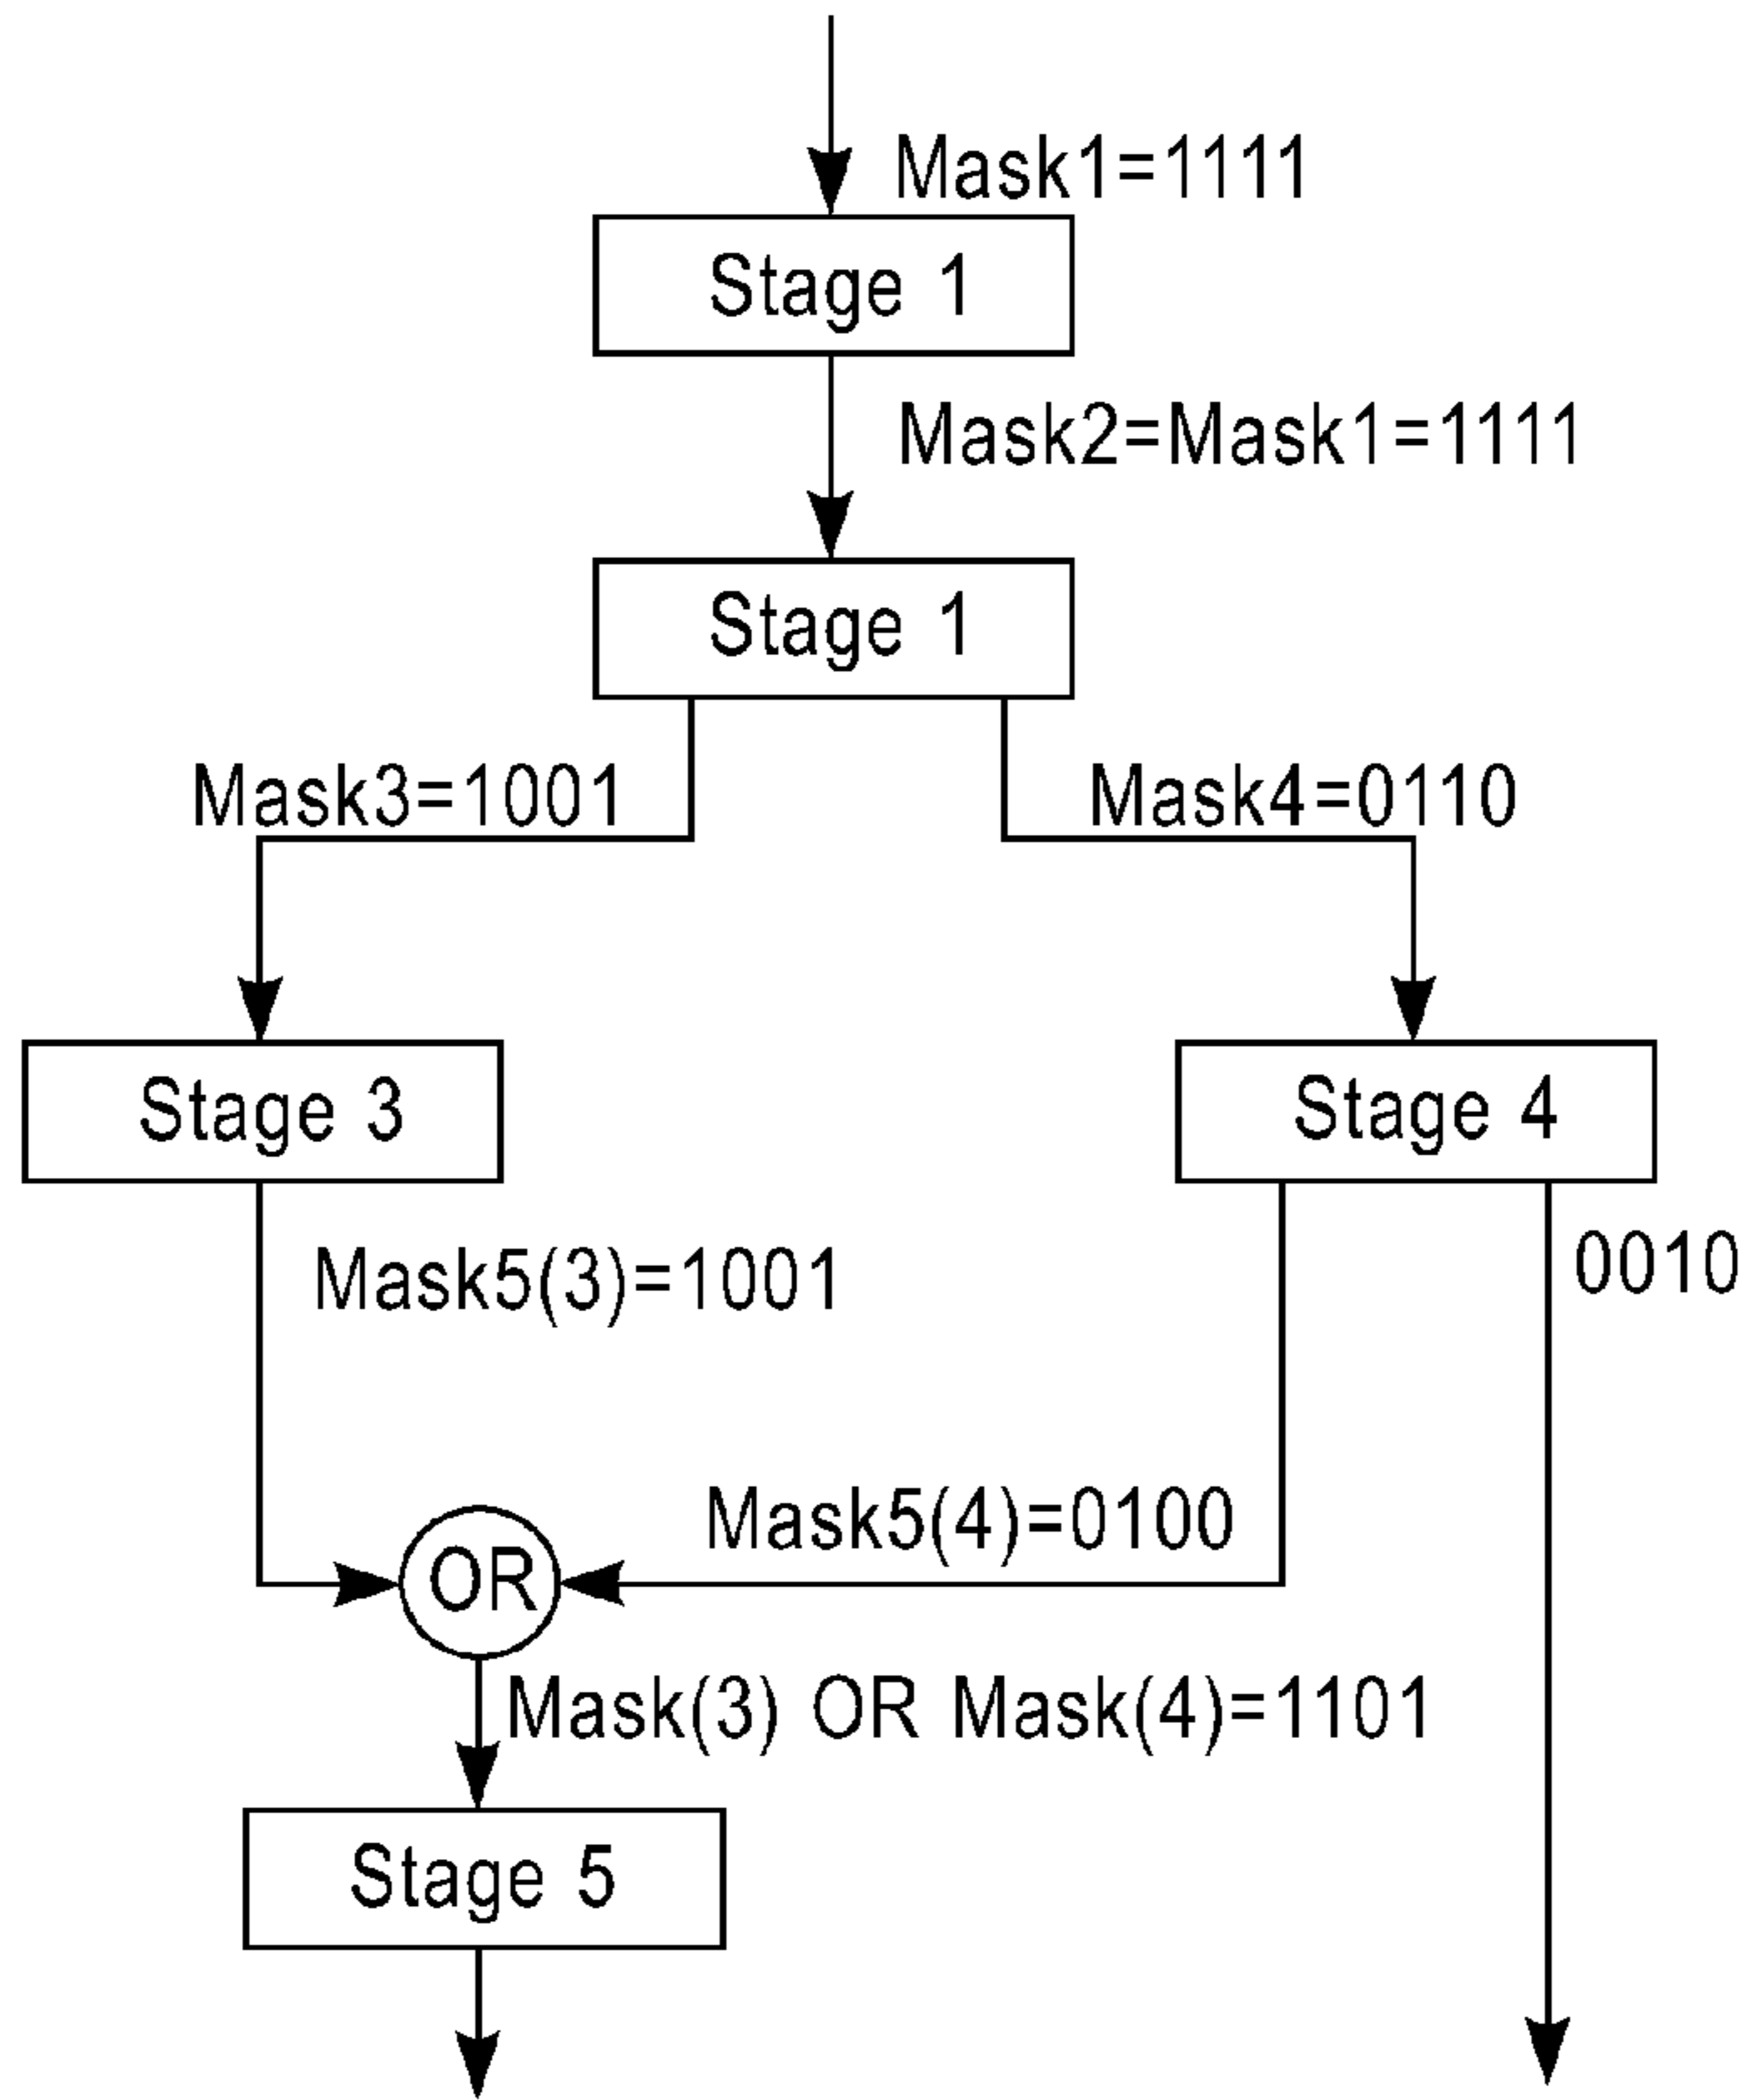 Mask1=1111
Stage 1
Mask2=Mask1=1111
Stage 1
Mask3=1001
Mask4=0110
Stage 3
Stage 4
Mask5(3)=1001
0010
Mask5(4)=0100
OR
Mask(3) OR Mask(4)=1101
Stage 5